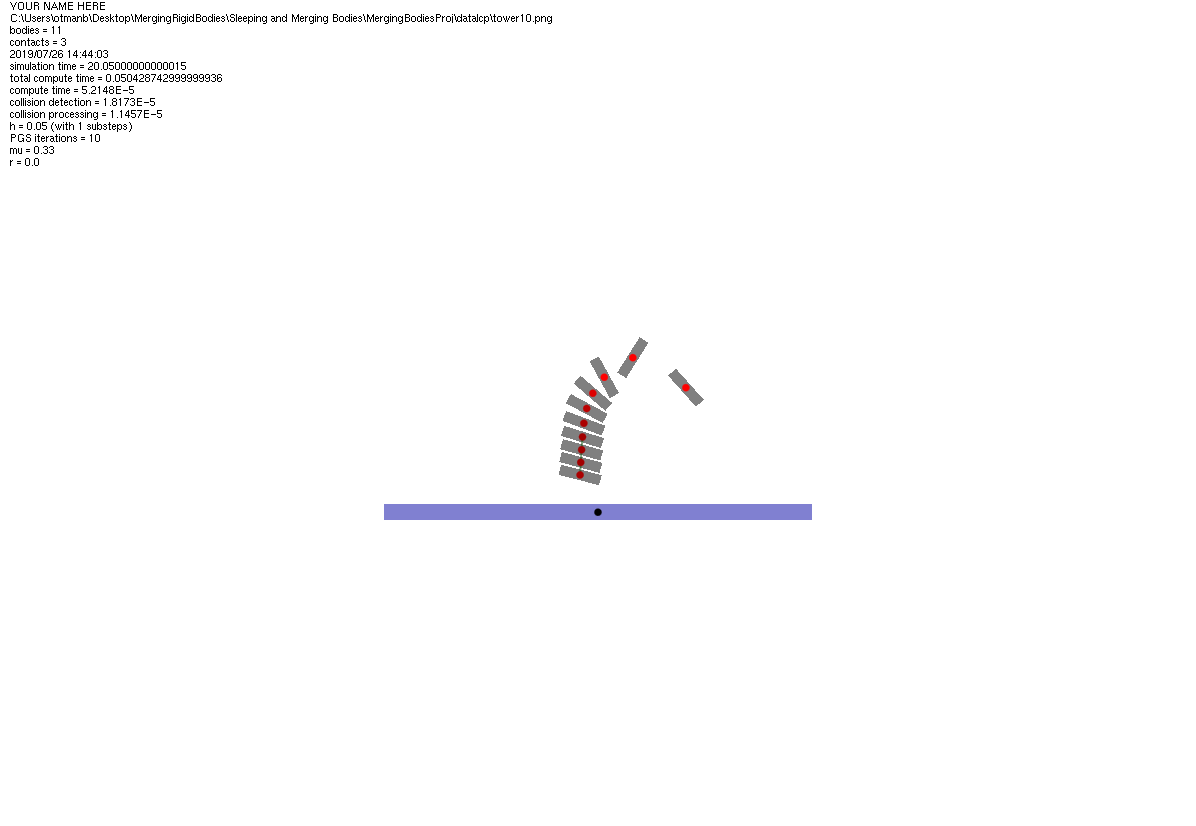 YOUR NAME HERE
C:\Users\otmanb\Desktop\MergingRigidBodies\Sleeping and Merging Bodies\MergingBodiesProj\datalcp\tower10.png
bodies = 11
contacts = 3
2019/07/26 14:44:03
simulation time = 20.05000000000015
total compute time = 0.050428742999999936
compute time = 5.2148E-5
collision detection = 1.8173E-5
collision processing = 1.1457E-5
h = 0.05 (with 1 substeps)
PGS iterations = 10
mu = 0.33
r = 0.0